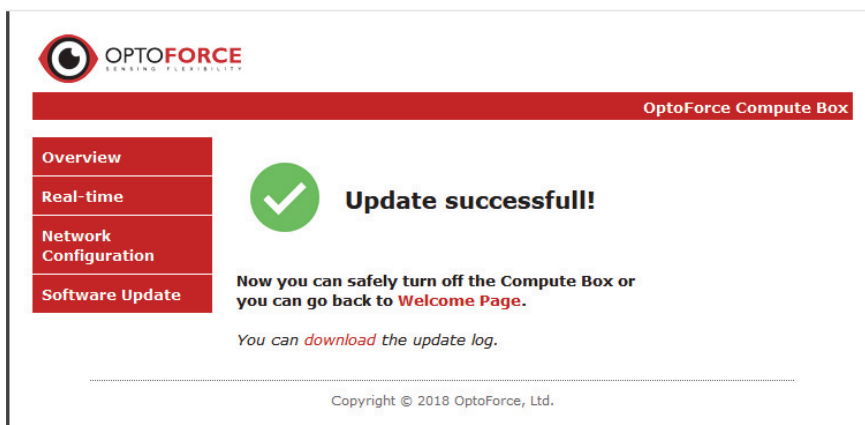 OPTOFORCE
SENSING FLEXIBILITY
OptoForce Compute Box
Overview
Real-time
Network
Configuration
Software Update
Update successfull!
Now you can safely turn off the Compute Box or
you can go back to Welcome Page.
You can download the update log.
Copyright © 2018 OptoForce, Ltd.